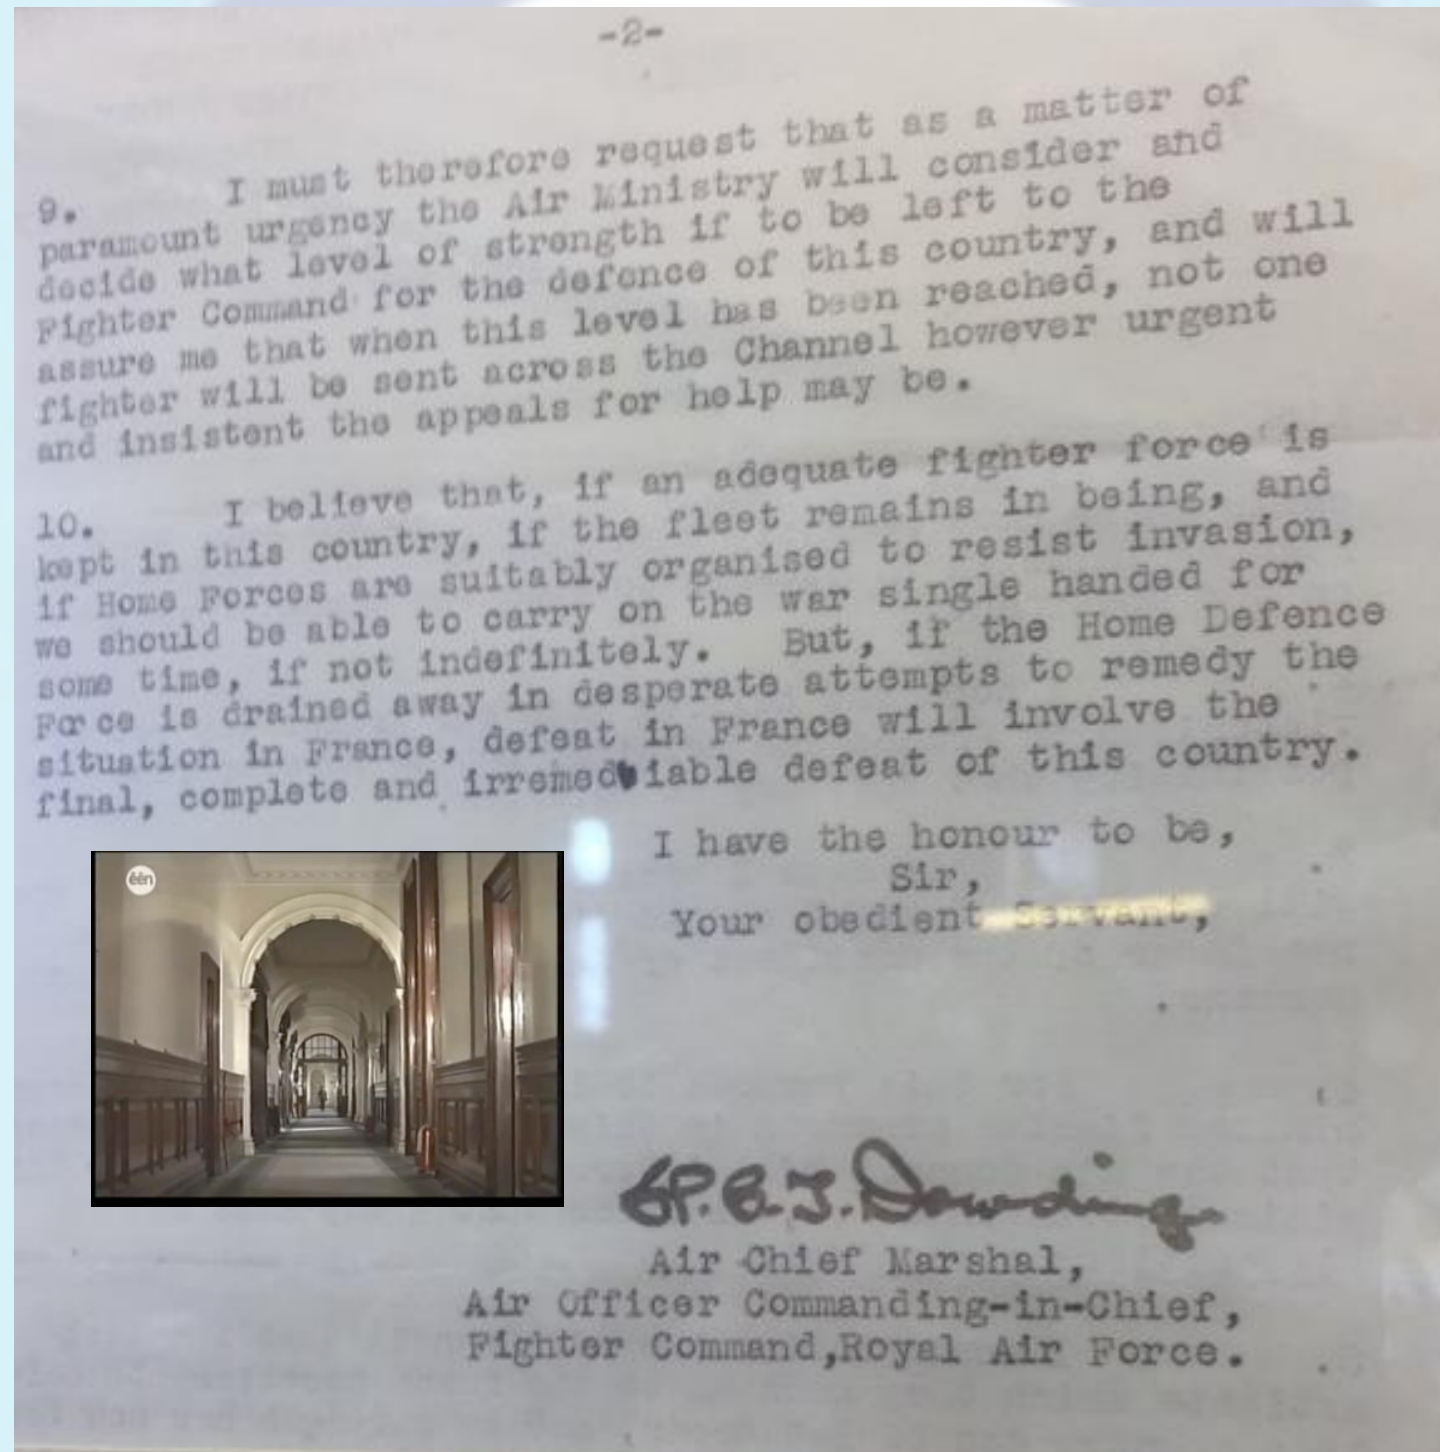 -2-
9. I must therefore request that as a matter of
paramount urgency the Air Ministry will consider and
decide what level of strength if to be left to the
Fighter Command for the defence of this country, and will
assure me that when this level has been reached, not one
fighter will be sent across the Channel however urgent
and insistent the appeals for help may be.
10. I believe that, if an adequate fighter force is
kept in this country, if the fleet remains in being, and
if Home Forces are suitably organised to resist invasion,
we should be able to carry on the war single handed for
some time, if not indefinitely. But, if the Home Defence
Force is drained away in desperate attempts to remedy the
situation in France, defeat in France will involve the
final, complete and irremediable defeat of this country.
I have the honour to be,
Sir,
Your obedient Servant,
één
H.C.T. Dowding
Air Chief Marshal,
Air Officer Commanding-in-Chief,
Fighter Command,Royal Air Force.